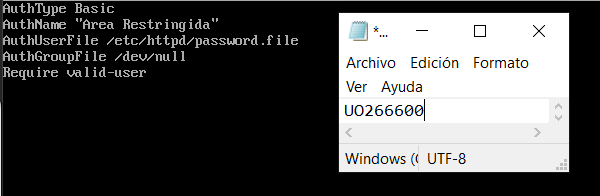 AuthType Basic
AuthName "Area Restringida"
AuthUserFile /etc/httpd/password.file
AuthGroupFile /dev/null
Require valid-user
*...
Archivo Edición Formato
Ver Ayuda
UO266600
Windows (C UTF-8